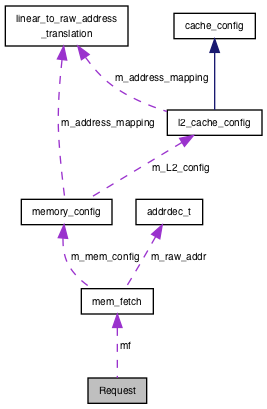 linear_to_raw_address
_translation
cache_config
m_address_mapping
l2_cache_config
m_address_mapping
m_L2_config
memory_config
addrdec_t
m_mem_config
m_raw_addr
mem_fetch
mf
Request